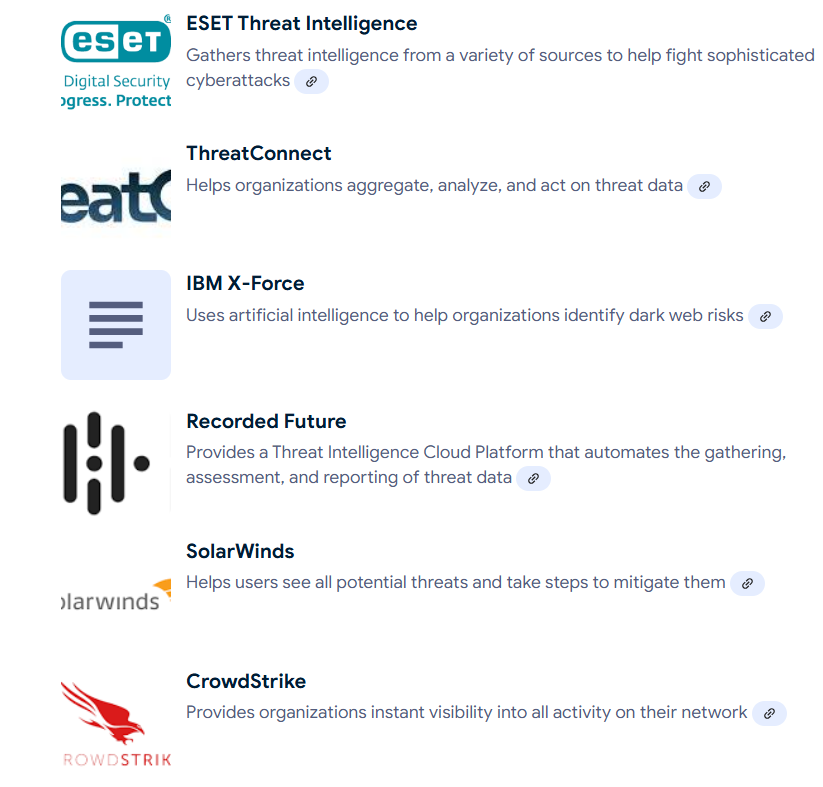 eset®
Digital Security
ogress. Protect
ESET Threat Intelligence
Gathers threat intelligence from a variety of sources to help fight sophisticated
cyberattacks
eatC
ThreatConnect
Helps organizations aggregate, analyze, and act on threat data
IBM X-Force
Uses artificial intelligence to help organizations identify dark web risks
Recorded Future
Provides a Threat Intelligence Cloud Platform that automates the gathering,
assessment, and reporting of threat data
olarwinds
SolarWinds
Helps users see all potential threats and take steps to mitigate them
ROWDSTRIK
CrowdStrike
Provides organizations instant visibility into all activity on their network